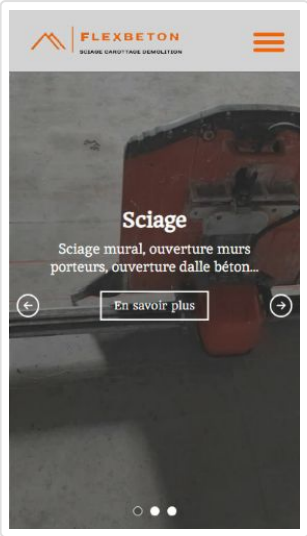 FLEXBETON
SCIAGE CAROTTAGE DEMOLITION
Sciage
Sciage mural, ouverture murs
porteurs, ouverture dalle béton...
En savoir plus